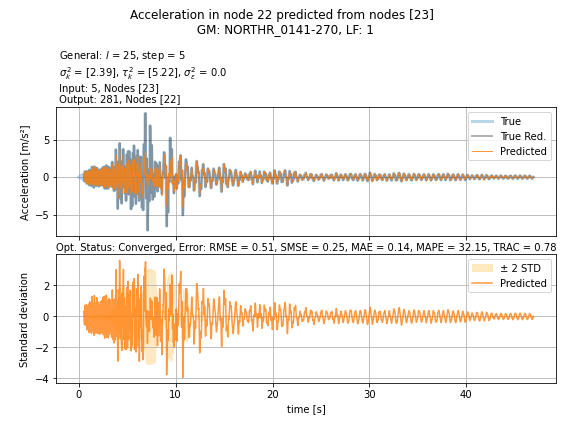 Acceleration in node 22 predicted from nodes [23]
GM: NORTHR_0141-270, LF: 1
General: l = 25, step = 5
σ²ₖ = [2.39], τ²ₖ = [5.22], σ²ε = 0.0
Input: 5, Nodes [23]
Output: 281, Nodes [22]
Acceleration [m/s²]
5
0
−5
True
True Red.
Predicted
Opt. Status: Converged, Error: RMSE = 0.51, SMSE = 0.25, MAE = 0.14, MAPE = 32.15, TRAC = 0.78
Standard deviation
2
0
−2
−4
± 2 STD
Predicted
0 10 20 30 40
time [s]